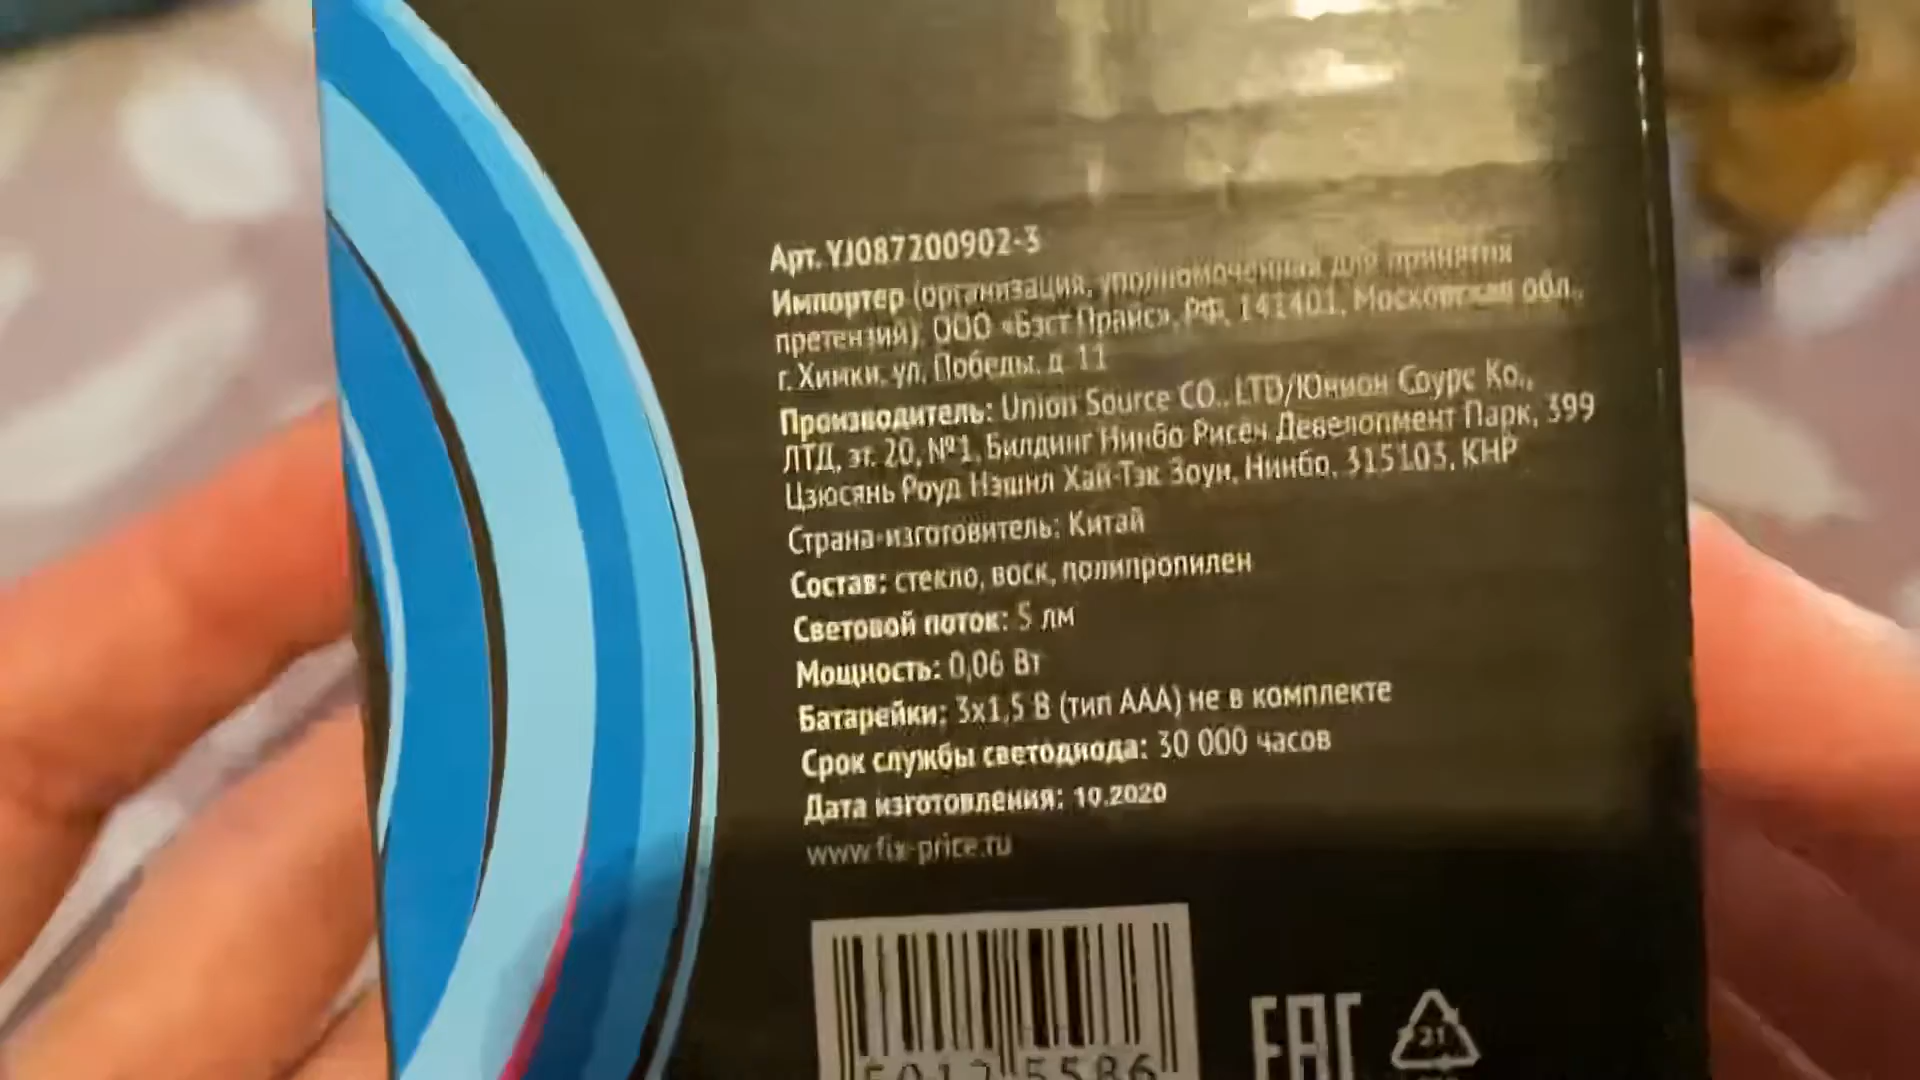 Арт. YJ087200902-3
Импортер (организация, уполномоченная для принятия
претензий): ООО «Бэст Прайс», РФ, 141401, Московская обл.,
г. Химки, ул. Победы, д. 11
Производитель: Union Source CO., LTD/Юнион Соурс Ко.,
ЛТД, эт. 20, №1, Билдинг Нинбо Рисёч Девелопмент Парк, 399
Цзюсянь Роуд Нэшнл Хай-Тэк Зоун, Нинбо, 315103, КНР
Страна-изготовитель: Китай
Состав: стекло, воск, полипропилен
Световой поток: 5 лм
Мощность: 0,06 Вт
Батарейки: 3х1,5 В (тип ААА) не в комплекте
Срок службы светодиода: 30 000 часов
Дата изготовления: 10.2020
www.fix-price.ru
5012 5586
EAC
21